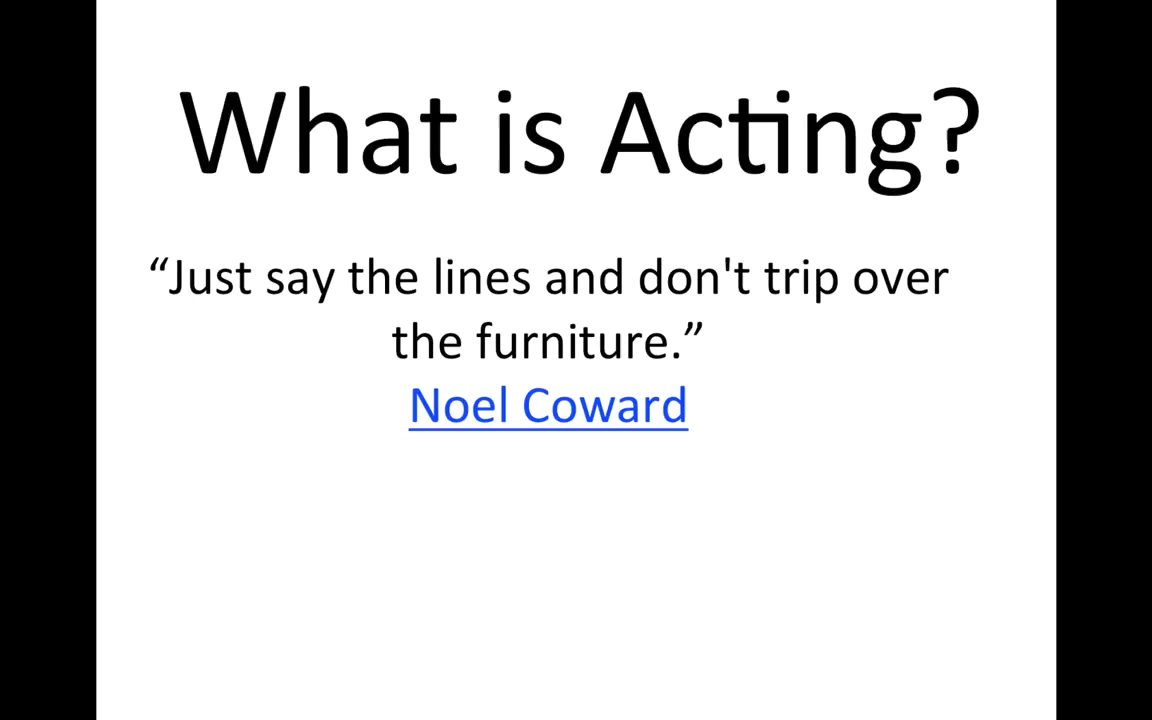 What is Acting?
“Just say the lines and don't trip over
the furniture.”
Noel Coward